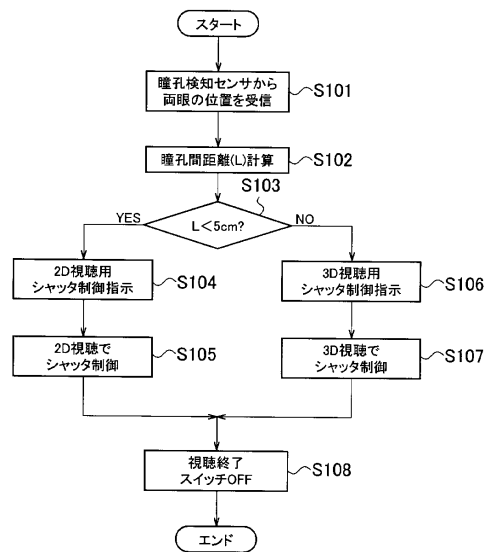 スタート
瞳孔検知センサから
両眼の位置を受信
S101
瞳孔間距離(L)計算
S102
S103
L<5cm?
YES
NO
2D視聴用
シャッタ制御指示
S104
3D視聴用
シャッタ制御指示
S106
2D視聴で
シャッタ制御
S105
3D視聴で
シャッタ制御
S107
視聴終了
スイッチOFF
S108
エンド